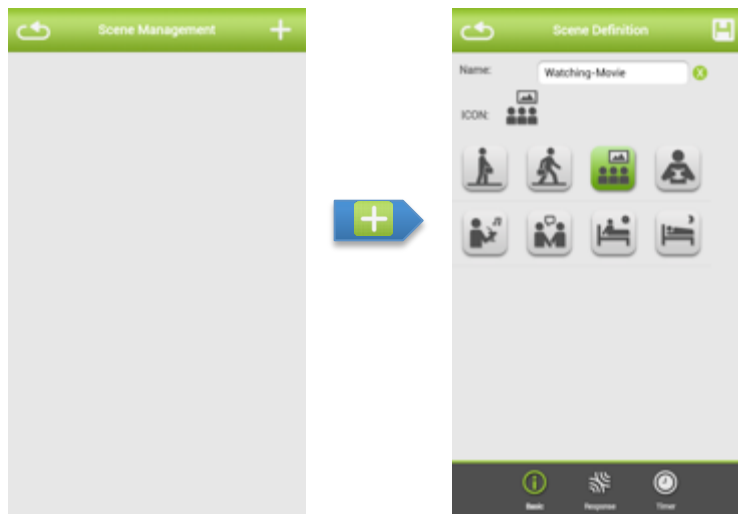 Scene Management
Scene Definition
Name:
Watching-Movie
ICON:
Basic
Response
Timer